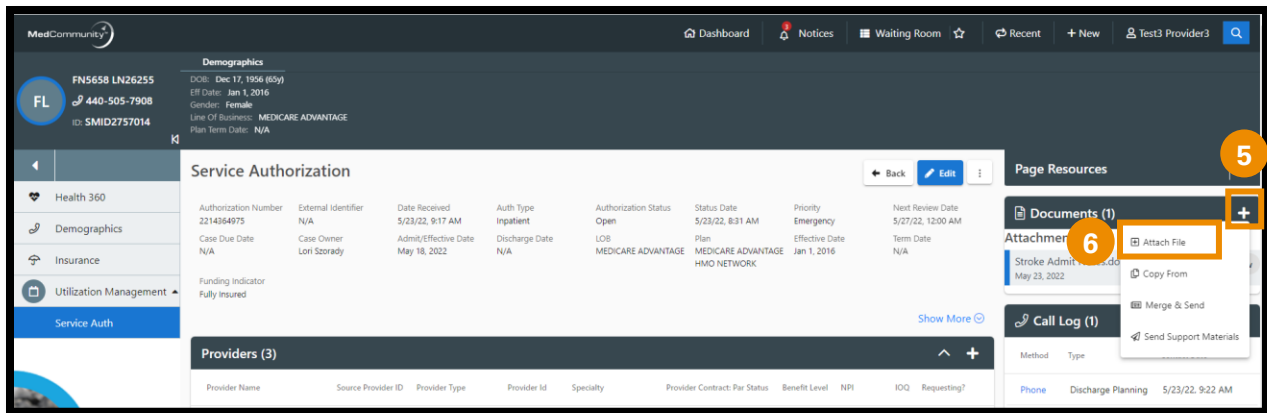 MedCommunity
Dashboard
3
Notices
Waiting Room
Recent
+ New
Test3 Provider3
FL
FN5658 LN26255
440-505-7908
ID: SMID2757014
Demographics
DOB: Dec 17, 1956 (65y)
Eff Date: Jan 1, 2016
Gender: Female
Line Of Business: MEDICARE ADVANTAGE
Plan Term Date: N/A
Health 360
Demographics
Insurance
Utilization Management
Service Auth
Service Authorization
Back
Edit
Authorization Number
2214364975
External Identifier
N/A
Date Received
5/23/22, 9:17 AM
Auth Type
Inpatient
Authorization Status
Open
Status Date
5/23/22, 8:31 AM
Priority
Emergency
Next Review Date
5/27/22, 12:00 AM
Case Due Date
N/A
Case Owner
Lori Szorady
Admit/Effective Date
May 18, 2022
Discharge Date
N/A
LOB
MEDICARE ADVANTAGE
Plan
MEDICARE ADVANTAGE
HMO NETWORK
Effective Date
Jan 1, 2016
Term Date
N/A
Funding Indicator
Fully Insured
Show More
Providers (3)
+
Provider Name
Source Provider ID
Provider Type
Provider Id
Specialty
Provider Contract: Par Status
Benefit Level
NPI
IOQ
Requesting?
Page Resources
5
Documents (1)
+
6
Stroke Admit
May 23, 2022
Attach File
Copy From
Merge & Send
Send Support Materials
Call Log (1)
Method
Type
Phone
Discharge Planning
5/23/22, 9:22 AM